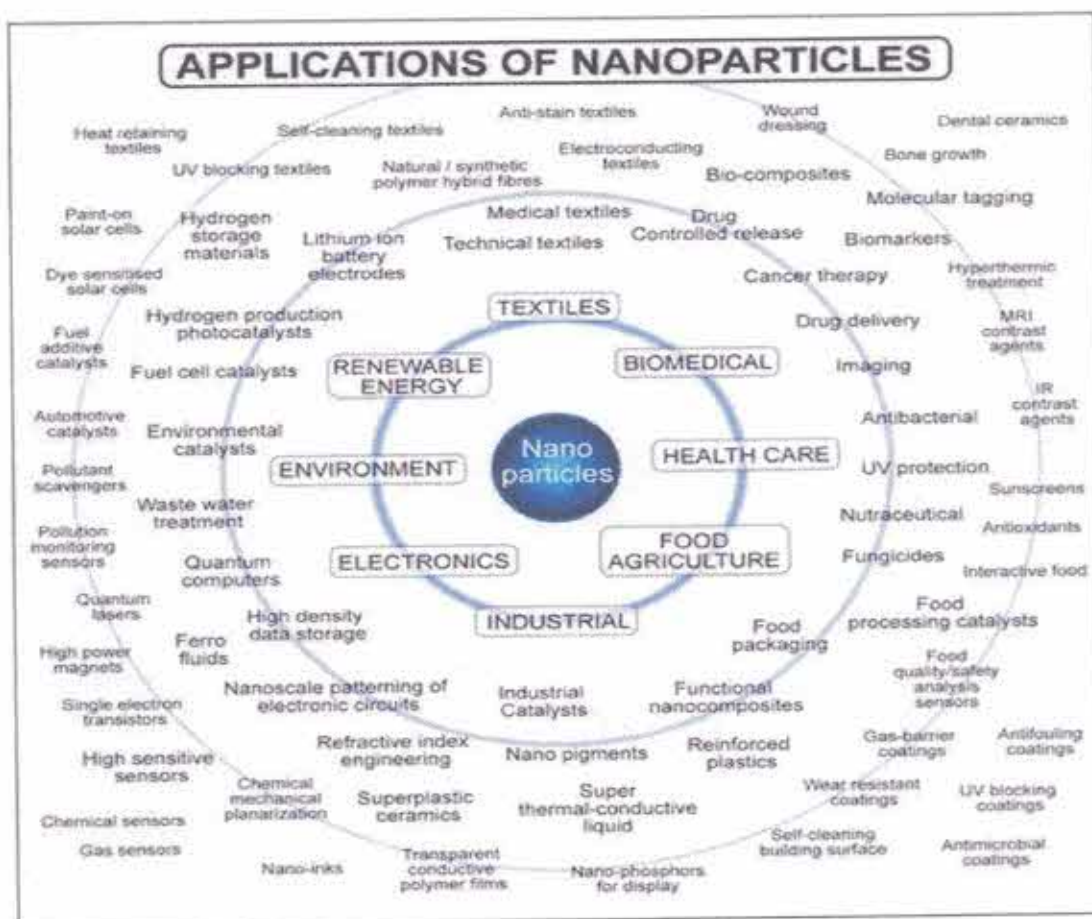 APPLICATIONS OF NANOPARTICLES
Anti-stain textiles
Wound
dressing
Dental ceramics
Heat retaining
textiles
Self-cleaning textiles
Electroconducting
textiles
Bone growth
UV blocking textiles
Natural / synthetic
polymer hybrid fibres
Bio-composites
Molecular tagging
Paint-on
solar cells
Hydrogen
storage
materials
Lithium ion
battery
electrodes
Medical textiles
Technical textiles
Drug
Controlled release
Biomarkers
Dye sensitised
solar cells
Cancer therapy
Hyperthermic
treatment
Hydrogen production
photocatalysts
TEXTILES
Drug delivery
MRI
contrast
agents
Fuel
additive
catalysts
Fuel cell catalysts
RENEWABLE
ENERGY
BIOMEDICAL
Imaging
IR
contrast
agents
Automotive
catalysts
Environmental
catalysts
Antibacterial
Nano
particles
ENVIRONMENT
HEALTH CARE
UV protection
Pollutant
scavengers
Sunscreens
Waste water
treatment
Nutraceutical
Antioxidants
Pollution
monitoring
sensors
Quantum
computers
ELECTRONICS
FOOD
AGRICULTURE
Fungicides
Interactive food
Quantum
lasers
High density
data storage
INDUSTRIAL
Food
packaging
Food
processing catalysts
Ferro
fluids
High power
magnets
Food
quality/safety
analysis
sensors
Nanoscale patterning of
electronic circuits
Industrial
Catalysts
Functional
nanocomposites
Single electron
transistors
Refractive index
engineering
Nano pigments
Reinforced
plastics
Gas-barrier
coatings
Antifouling
coatings
High sensitive
sensors
Chemical
mechanical
planarization
Superplastic
ceramics
Super
thermal-conductive
liquid
Wear resistant
coatings
UV blocking
coatings
Chemical sensors
Gas sensors
Self-cleaning
building surface
Antimicrobial
coatings
Nano-inks
Transparent
conductive
polymer films
Nano-phosphors
for display